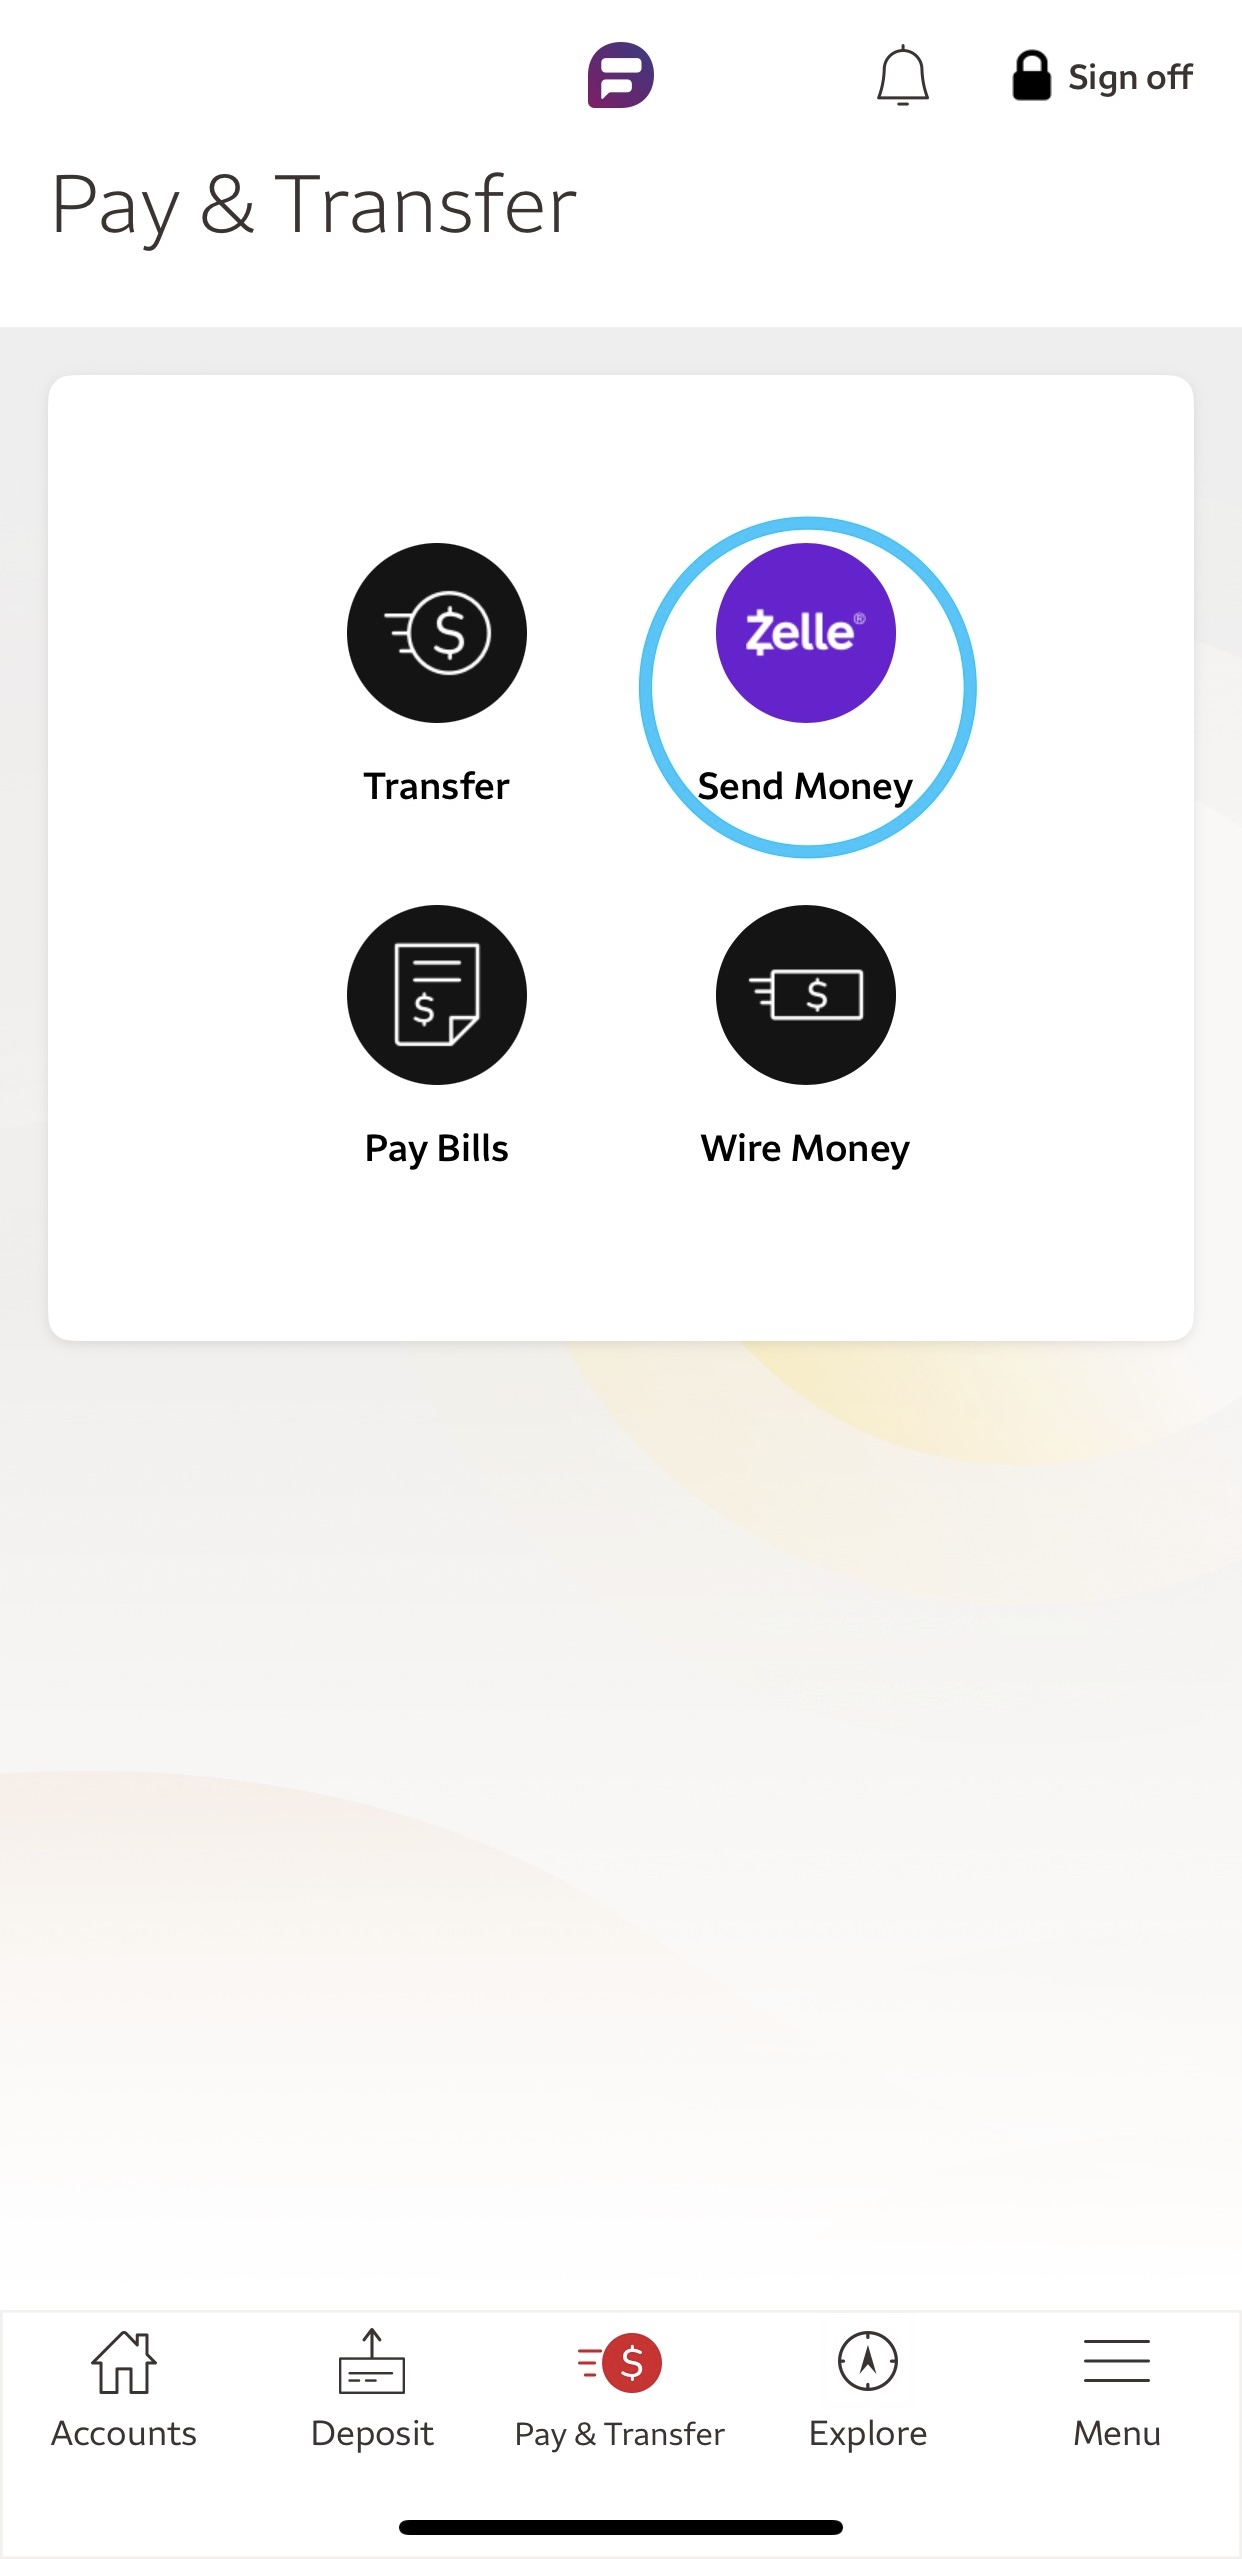 Sign off
Pay & Transfer
Zelle®
Transfer
Send Money
Pay Bills
Wire Money
Accounts
Deposit
Pay & Transfer
Explore
Menu